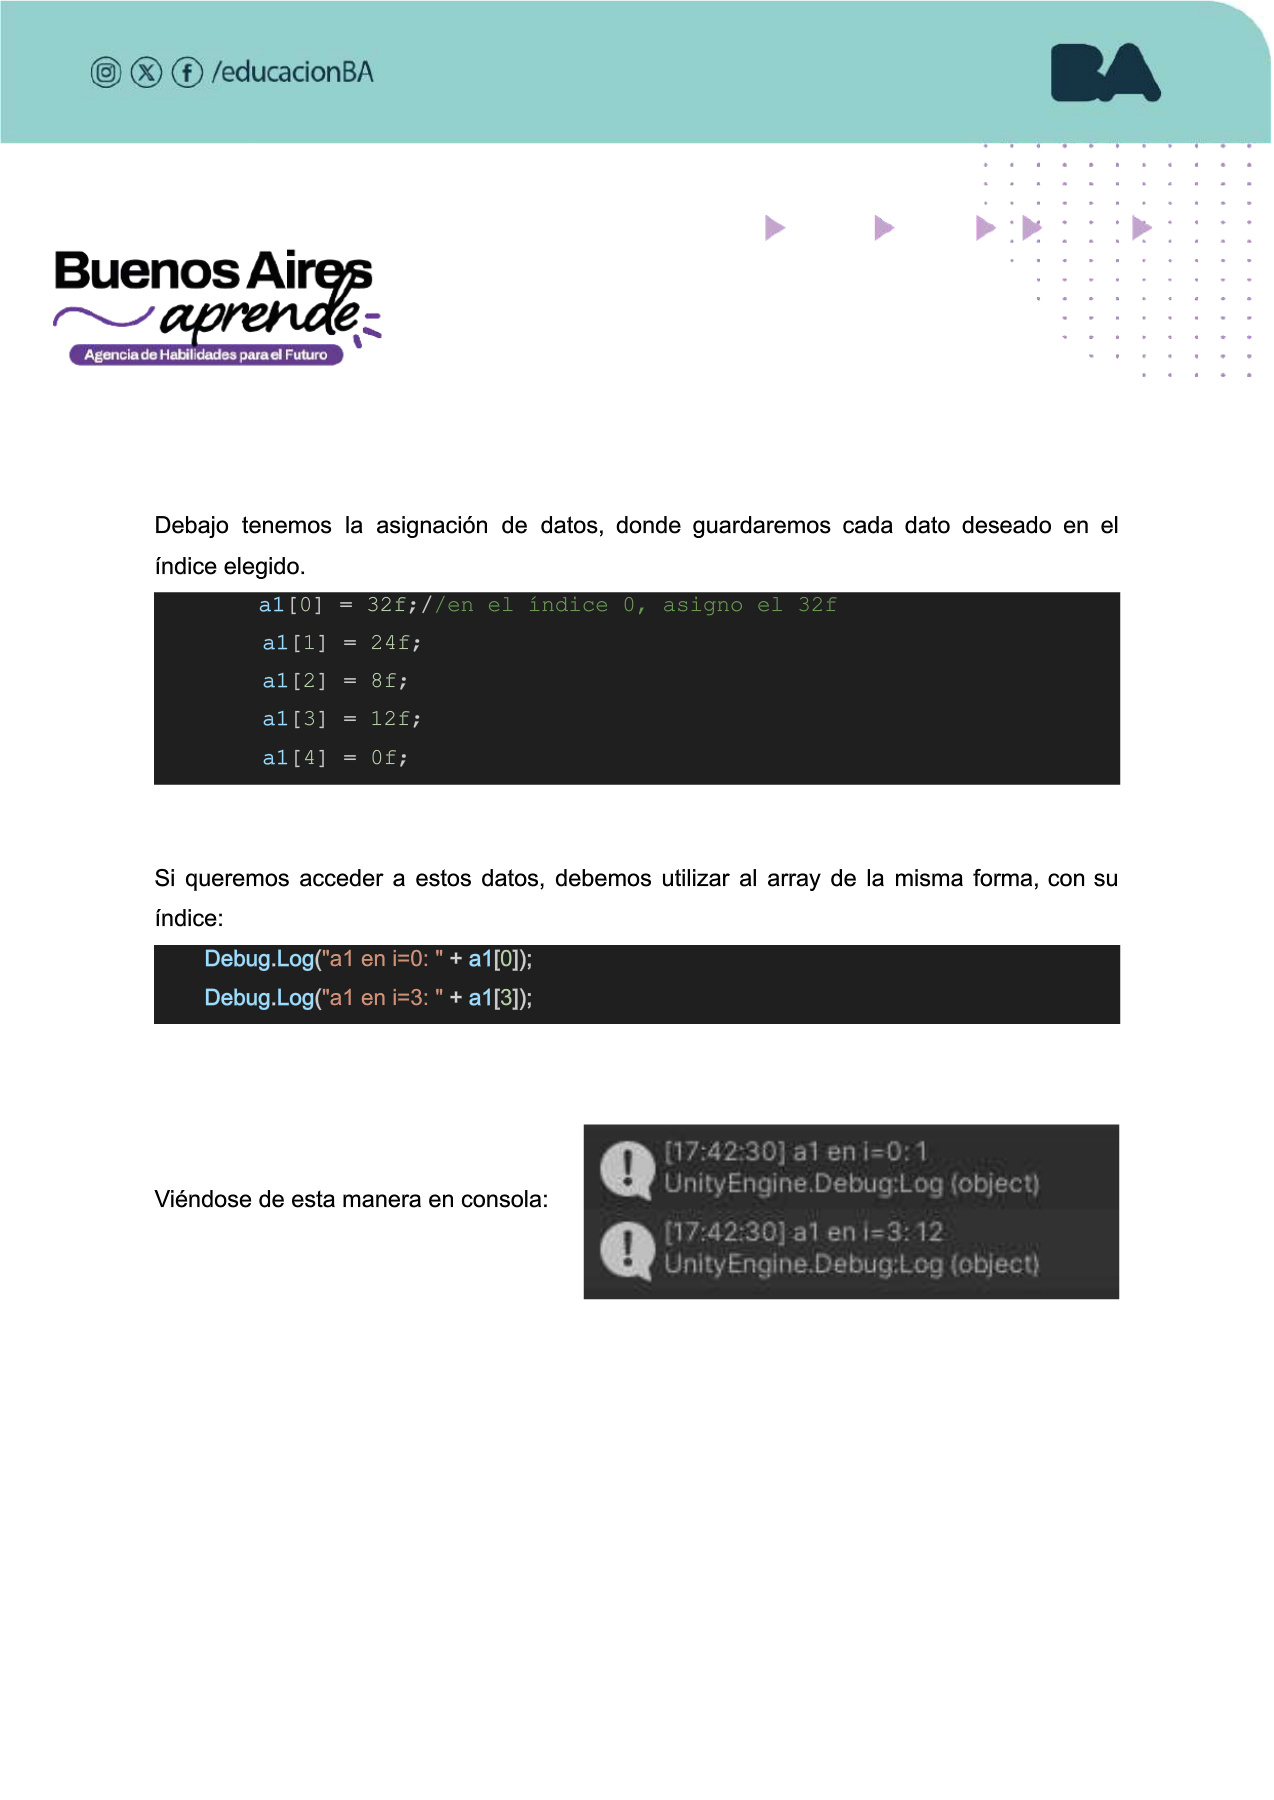 /educacionBA
BA
Buenos Aires
aprende
Agencia de Habilidades para el Futuro
Debajo tenemos la asignación de datos, donde guardaremos cada dato deseado en el
índice elegido.
a1[0] = 32f;//en el índice 0, asigno el 32f
a1[1] = 24f;
a1[2] = 8f;
a1[3] = 12f;
a1[4] = 0f;
Si queremos acceder a estos datos, debemos utilizar al array de la misma forma, con su
índice:
Debug.Log("a1 en i=0: " + a1[0]);
Debug.Log("a1 en i=3: " + a1[3]);
Viéndose de esta manera en consola:
[17:42:30] a1 en i=0: 1
UnityEngine.Debug:Log (object)
[17:42:30] a1 en i=3: 12
UnityEngine.Debug:Log (object)